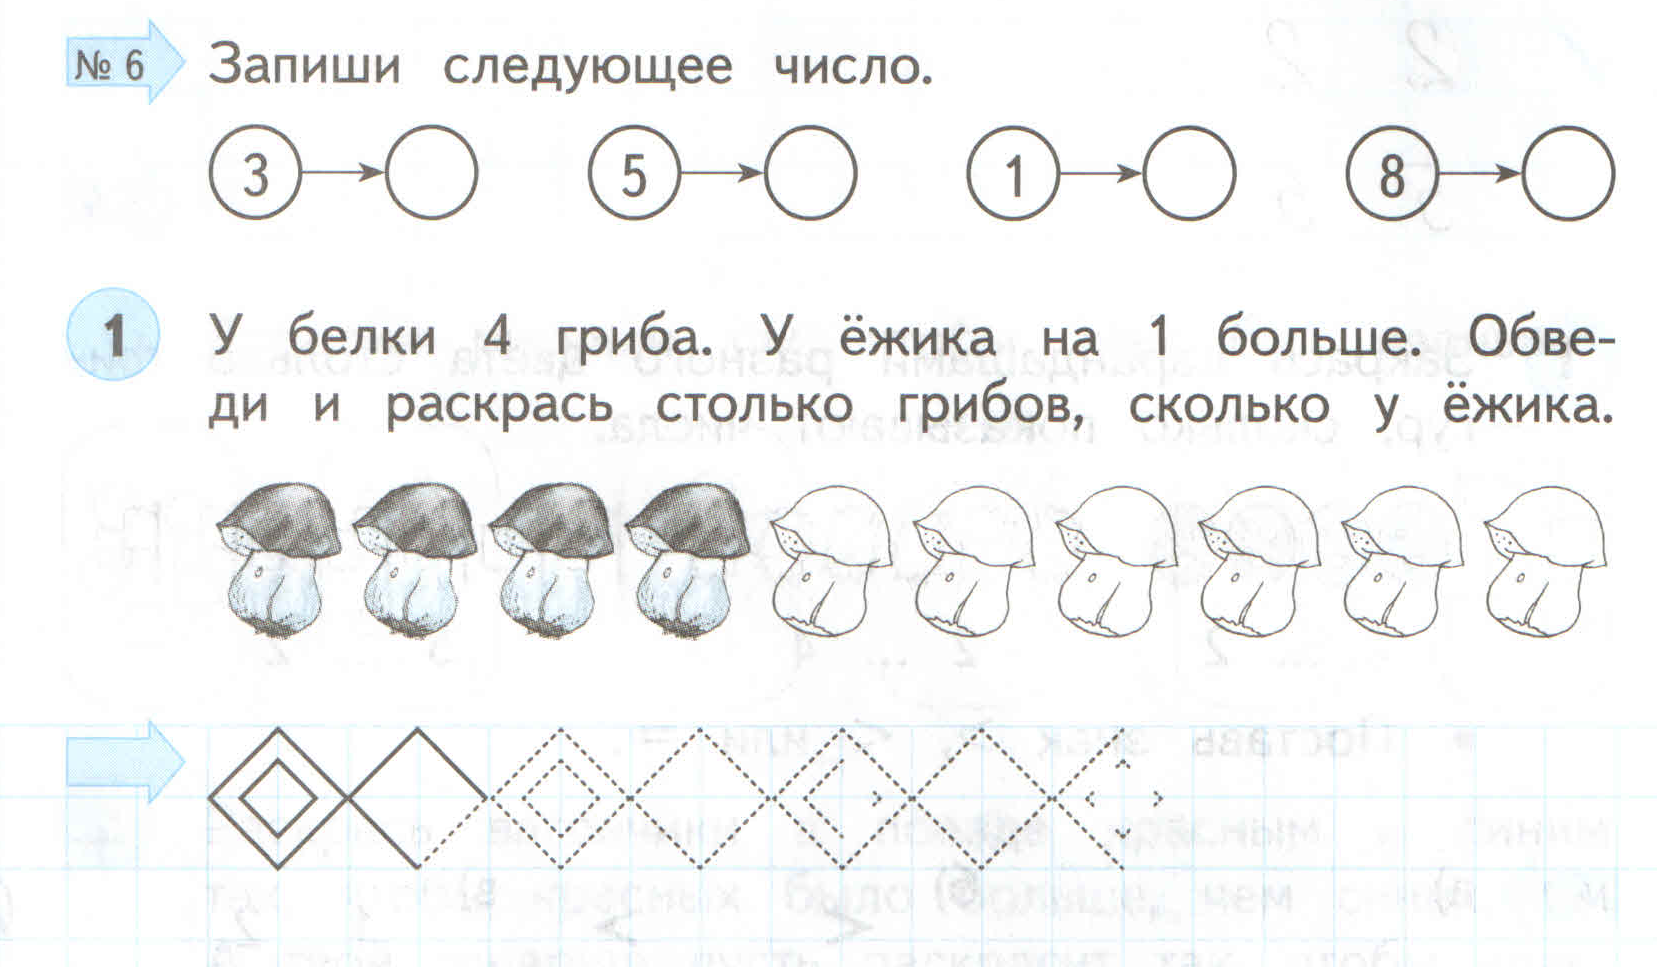 № 6 Запиши следующее число.
3 5 1 8
1 У белки 4 гриба. У ёжика на 1 больше. Обве-
ди и раскрась столько грибов, сколько у ёжика.